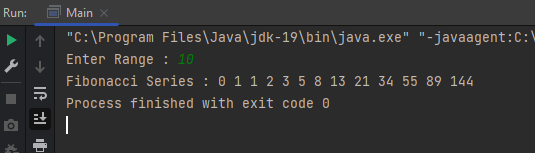 Run: Main ×
"C:\Program Files\Java\jdk-19\bin\java.exe" "-javaagent:C:\
Enter Range : 10
Fibonacci Series : 0 1 1 2 3 5 8 13 21 34 55 89 144
Process finished with exit code 0